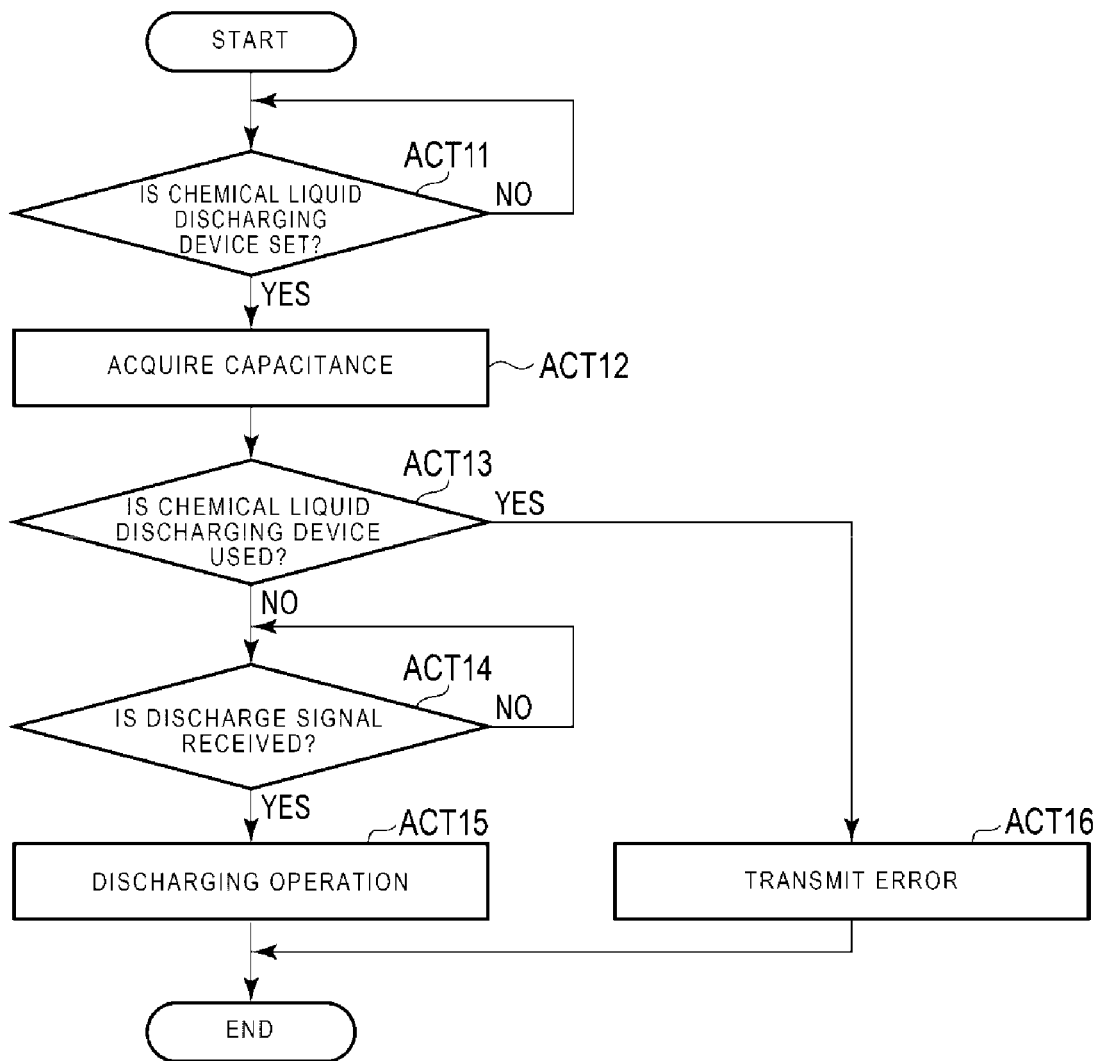 START
ACT11
IS CHEMICAL LIQUID
DISCHARGING
DEVICE SET?
NO
YES
ACQUIRE CAPACITANCE
ACT12
ACT13
IS CHEMICAL LIQUID
DISCHARGING DEVICE
USED?
YES
NO
ACT14
IS DISCHARGE SIGNAL
RECEIVED?
NO
YES
ACT15
DISCHARGING OPERATION
ACT16
TRANSMIT ERROR
END